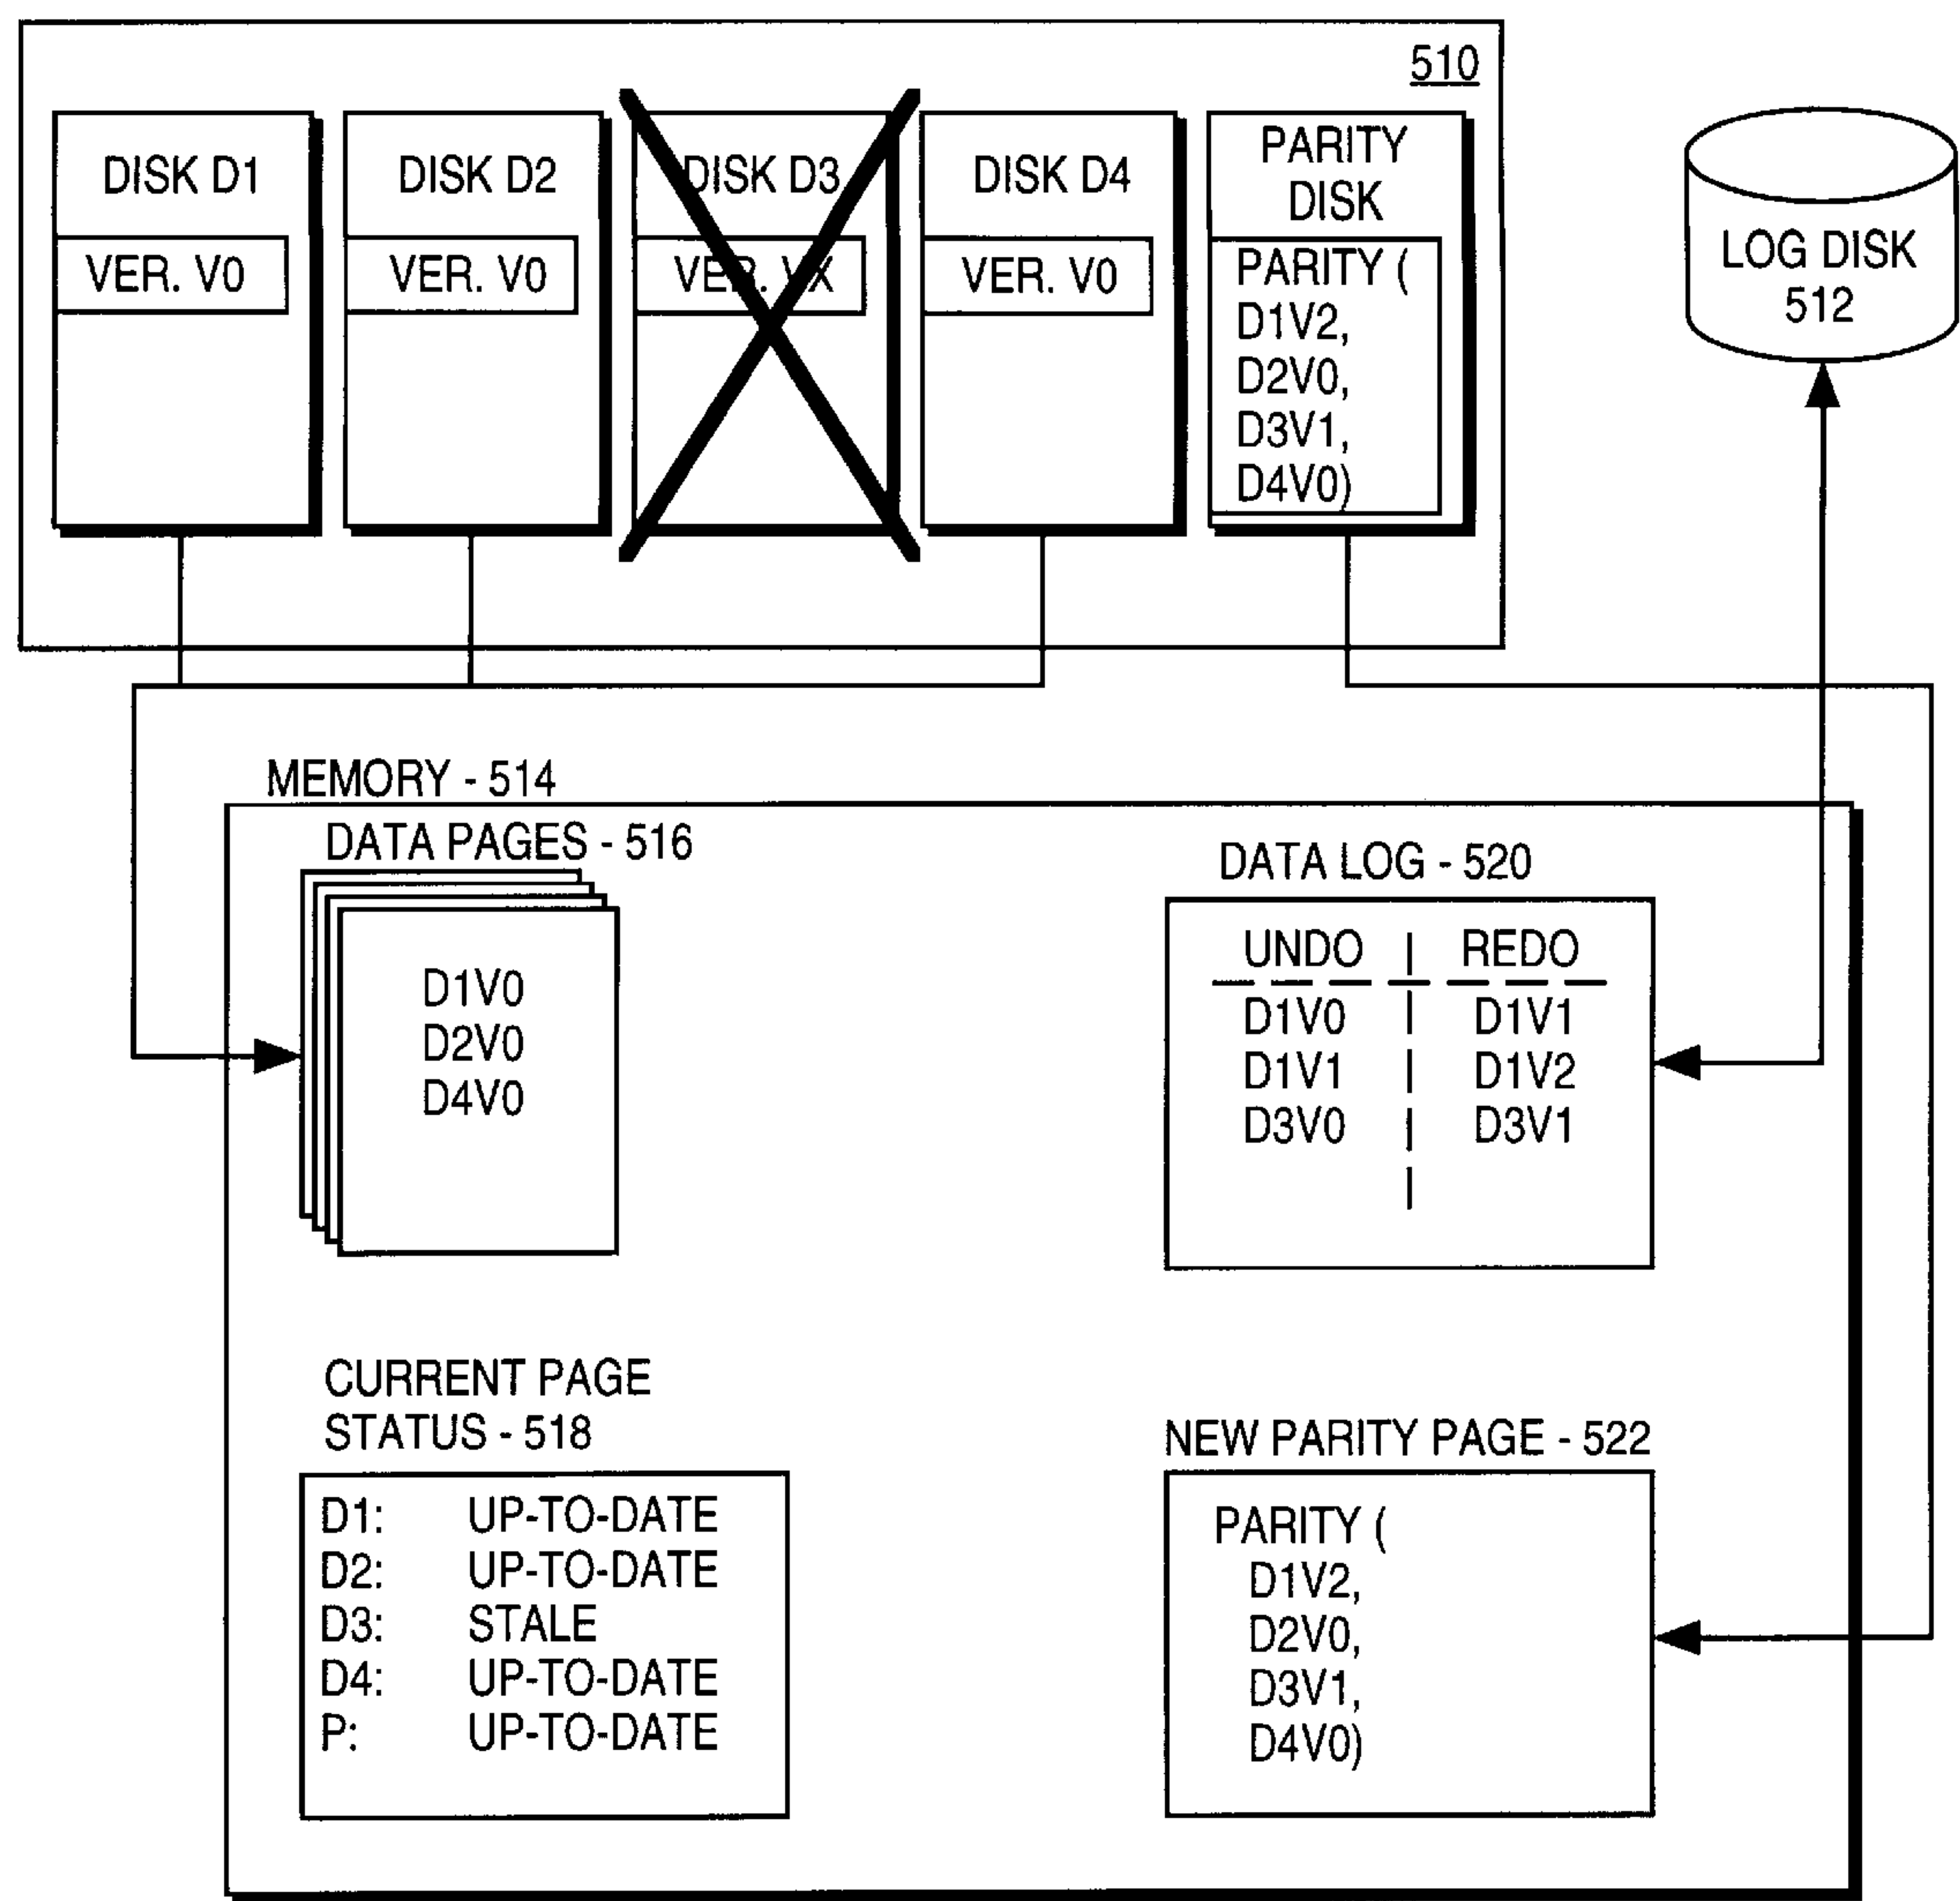 510
DISK D1
VER. V0
DISK D2
VER. V0
DISK D3
VER. VX
DISK D4
VER. V0
PARITY
DISK
PARITY (
D1V2,
D2V0,
D3V1,
D4V0)
LOG DISK
512
MEMORY - 514
DATA PAGES - 516
D1V0
D2V0
D4V0
DATA LOG - 520
UNDO | REDO
D1V0 | D1V1
D1V1 | D1V2
D3V0 | D3V1
CURRENT PAGE
STATUS - 518
D1: UP-TO-DATE
D2: UP-TO-DATE
D3: STALE
D4: UP-TO-DATE
P: UP-TO-DATE
NEW PARITY PAGE - 522
PARITY (
D1V2,
D2V0,
D3V1,
D4V0)